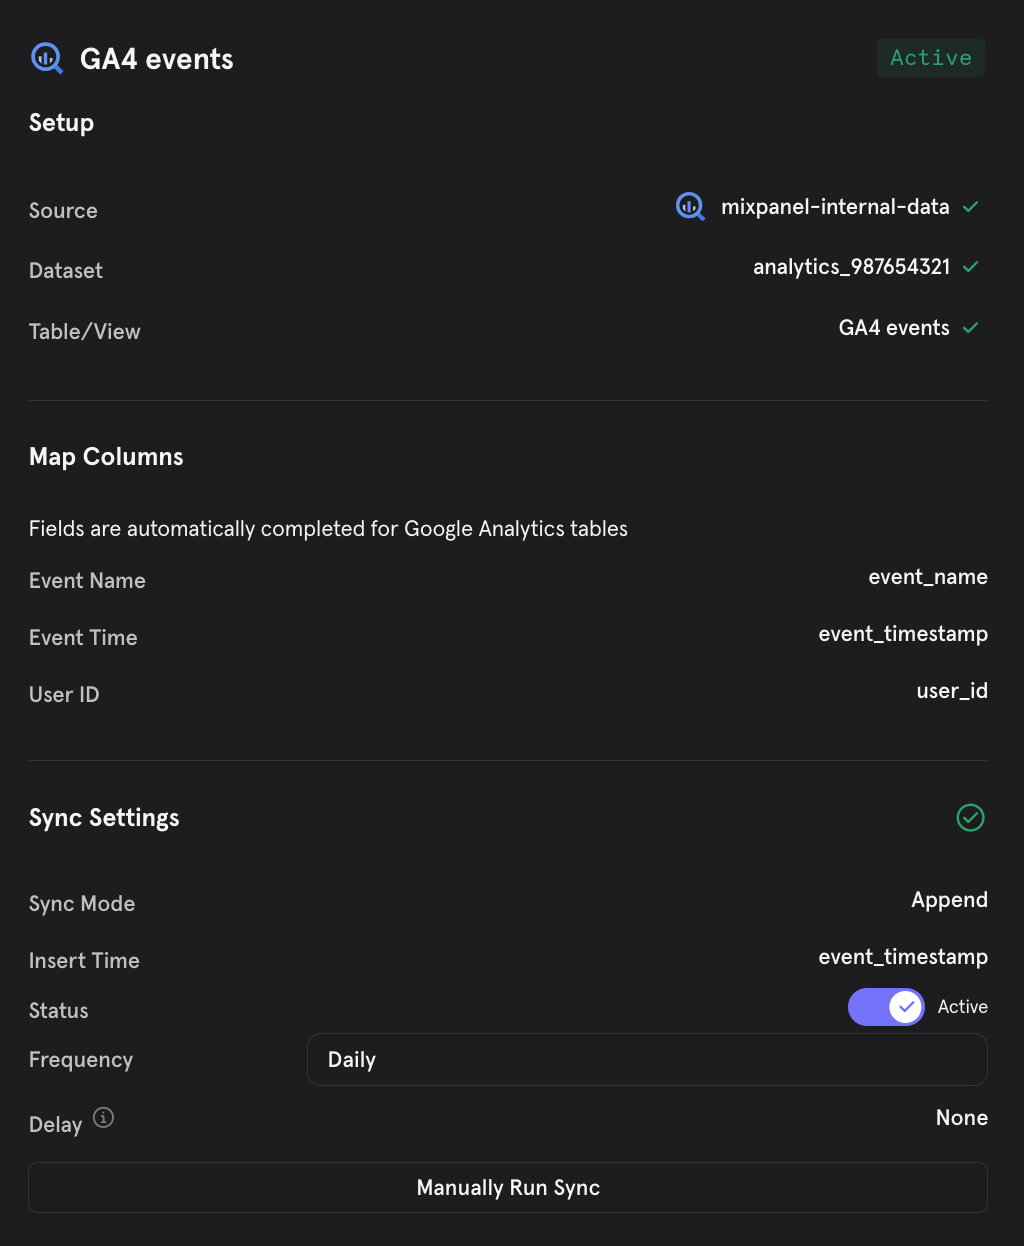 GA4 events
Active
Setup
Source
mixpanel-internal-data
Dataset
analytics_987654321
Table/View
GA4 events
Map Columns
Fields are automatically completed for Google Analytics tables
Event Name
event_name
Event Time
event_timestamp
User ID
user_id
Sync Settings
Sync Mode
Append
Insert Time
event_timestamp
Status
Active
Frequency
Daily
Delay
None
Manually Run Sync